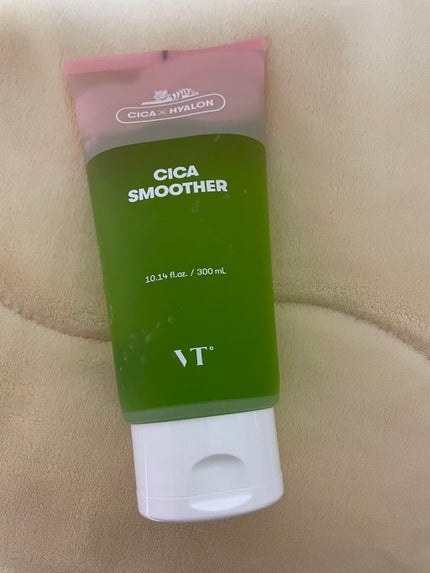 CICA × HYALON
CICA
SMOOTHER
10.14 fl.oz. / 300 mL
VT°